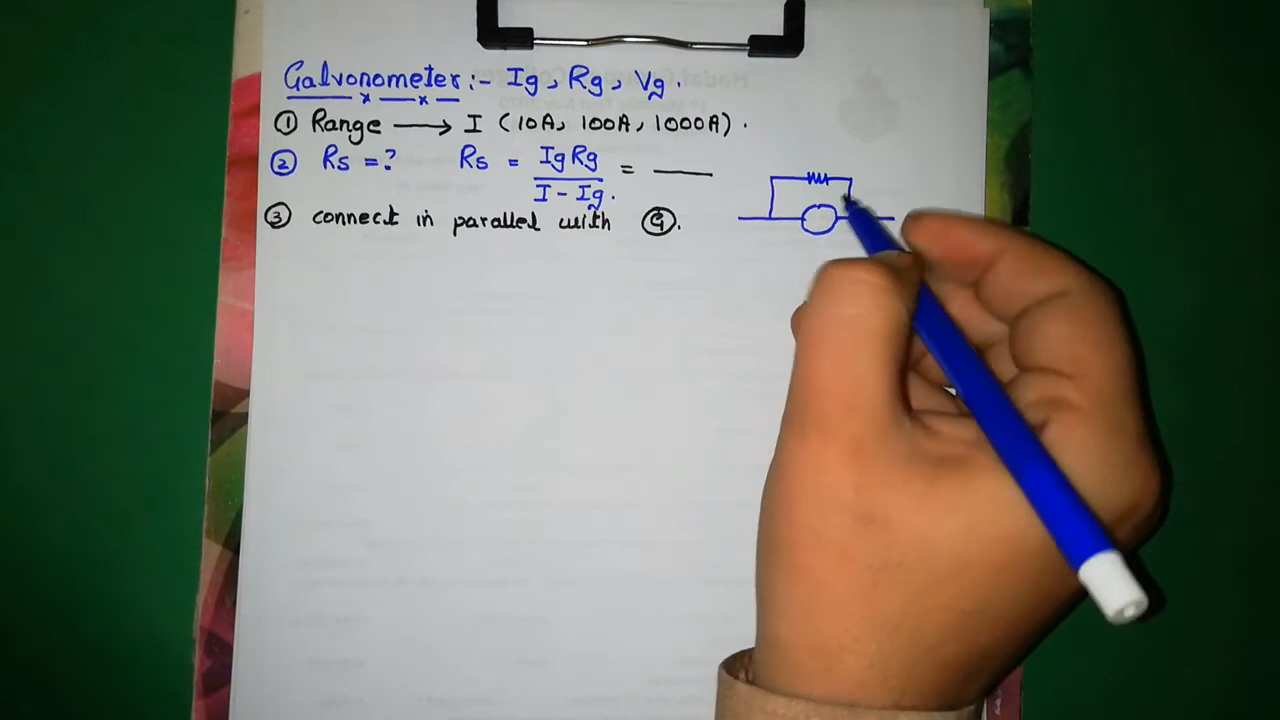 Galvonometer :- Ig, Rg, Vg.
① Range ⟶ I (10A, 100A, 1000A).
② Rs = ? Rs = IgRg / I - Ig. = ___
③ connect in parallel with Ⓖ.